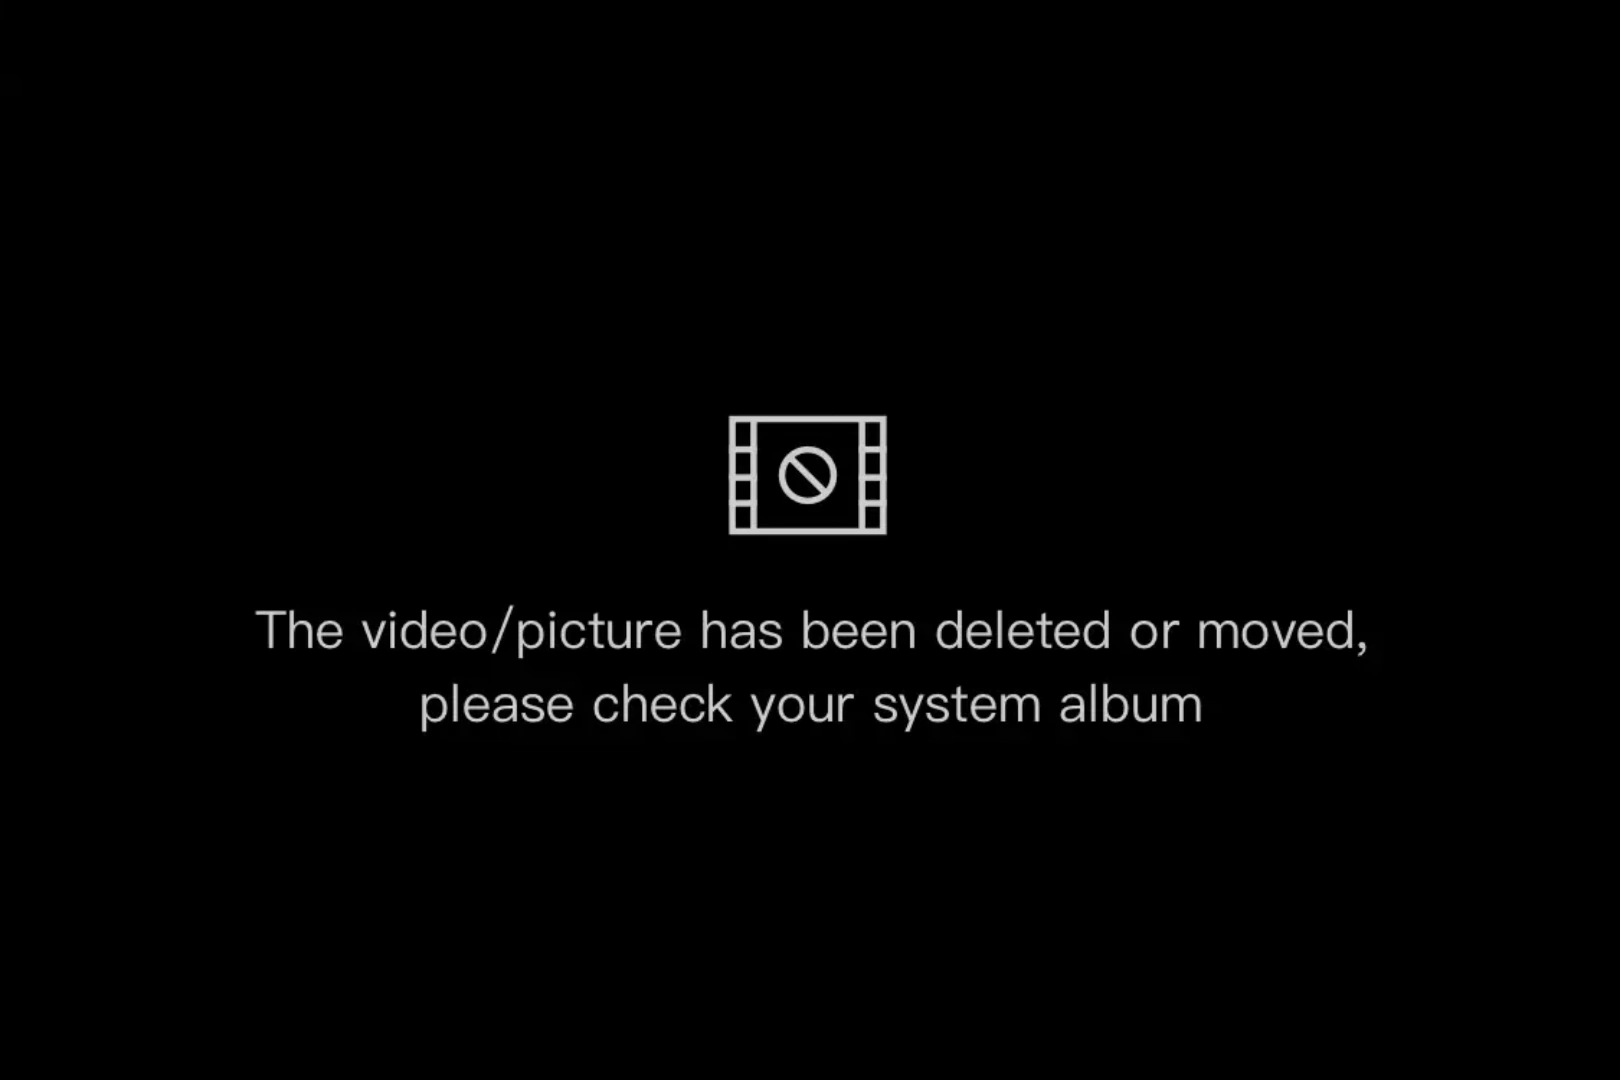 The video/picture has been deleted or moved,
please check your system album